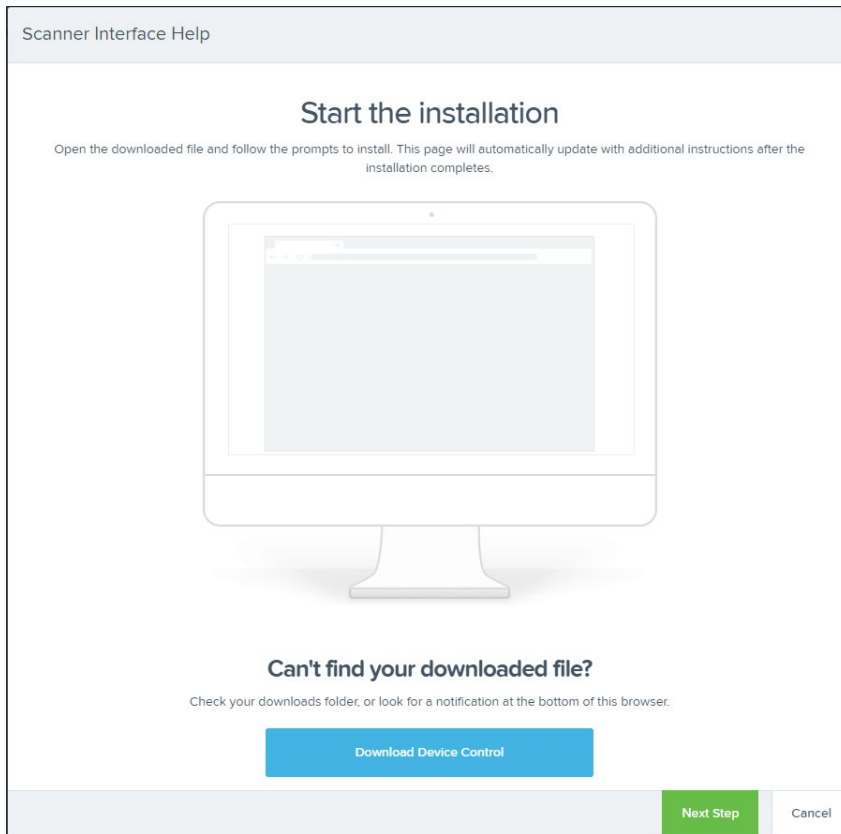 Scanner Interface Help
Start the installation
Open the downloaded file and follow the prompts to install. This page will automatically update with additional instructions after the
installation completes.
Can't find your downloaded file?
Check your downloads folder, or look for a notification at the bottom of this browser.
Download Device Control
Next Step
Cancel